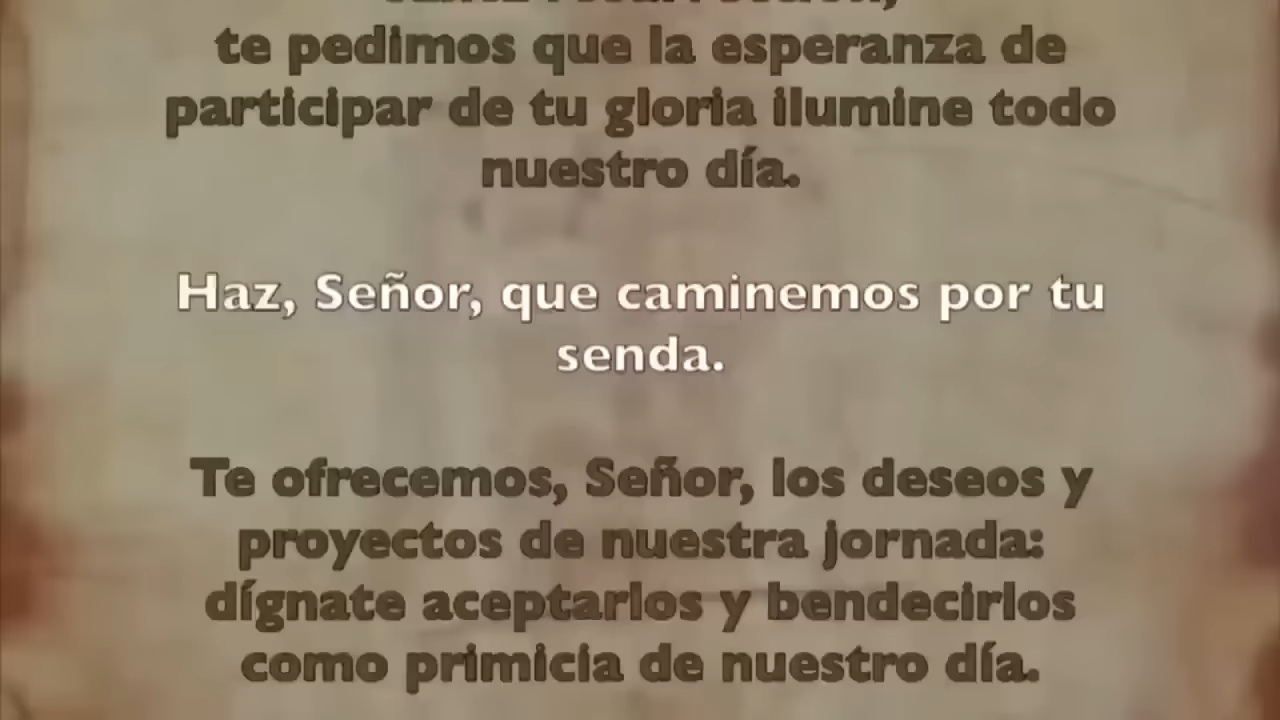 te pedimos que la esperanza de
participar de tu gloria ilumine todo
nuestro día.
Haz, Señor, que caminemos por tu
senda.
Te ofrecemos, Señor, los deseos y
proyectos de nuestra jornada:
dígnate aceptarlos y bendecirlos
como primicia de nuestro día.